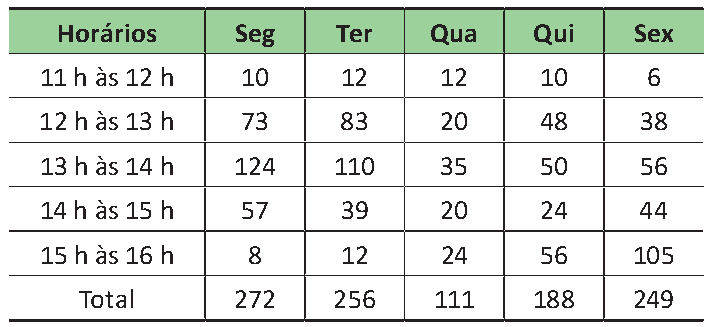 Horários Seg Ter Qua Qui Sex
11 h às 12 h 10 12 12 10 6
12 h às 13 h 73 83 20 48 38
13 h às 14 h 124 110 35 50 56
14 h às 15 h 57 39 20 24 44
15 h às 16 h 8 12 24 56 105
Total 272 256 111 188 249